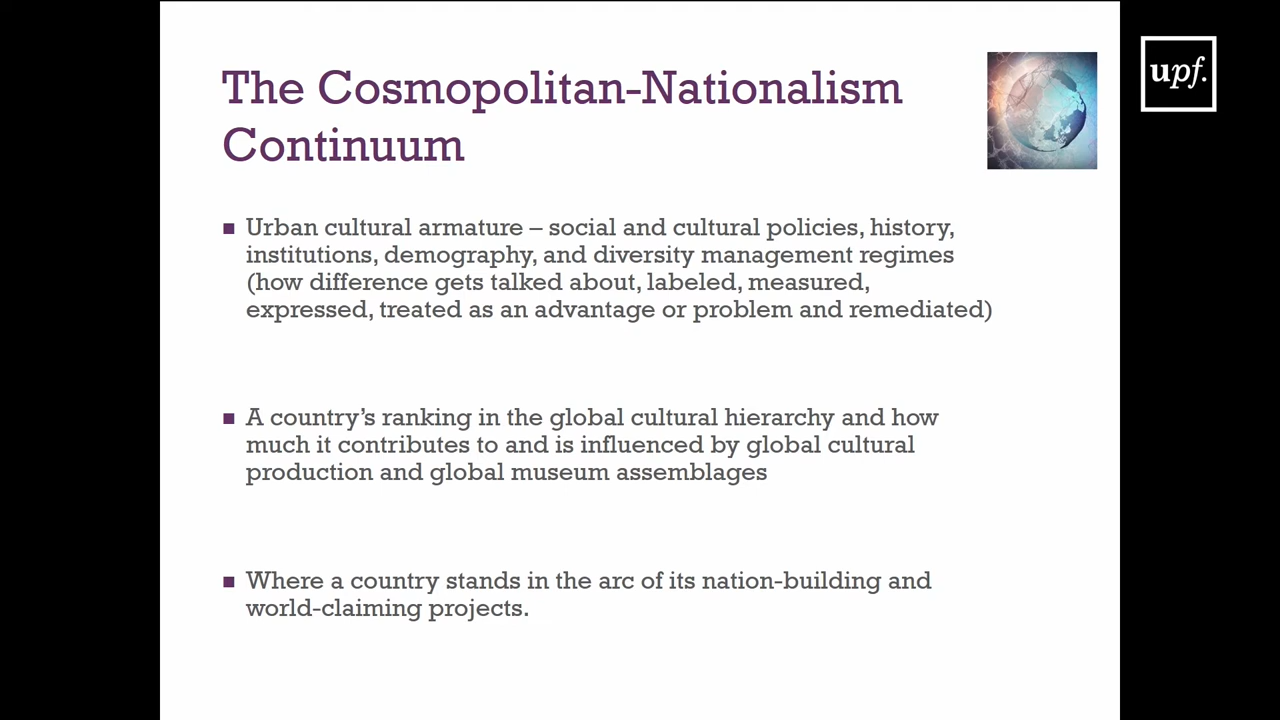 The Cosmopolitan-Nationalism
Continuum
upf.
■ Urban cultural armature – social and cultural policies, history,
institutions, demography, and diversity management regimes
(how difference gets talked about, labeled, measured,
expressed, treated as an advantage or problem and remediated)
■ A country’s ranking in the global cultural hierarchy and how
much it contributes to and is influenced by global cultural
production and global museum assemblages
■ Where a country stands in the arc of its nation-building and
world-claiming projects.